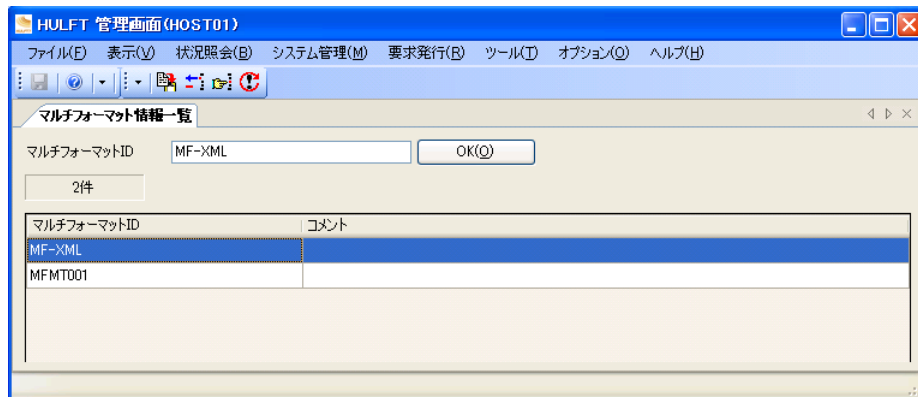 HULFT 管理画面(HOST01)
ファイル(F) 表示(V) 状況照会(B) システム管理(M) 要求発行(R) ツール(T) オプション(O) ヘルプ(H)
マルチフォーマット情報一覧
マルチフォーマットID MF-XML OK(O)
2件
マルチフォーマットID コメント
MF-XML
MFMT001